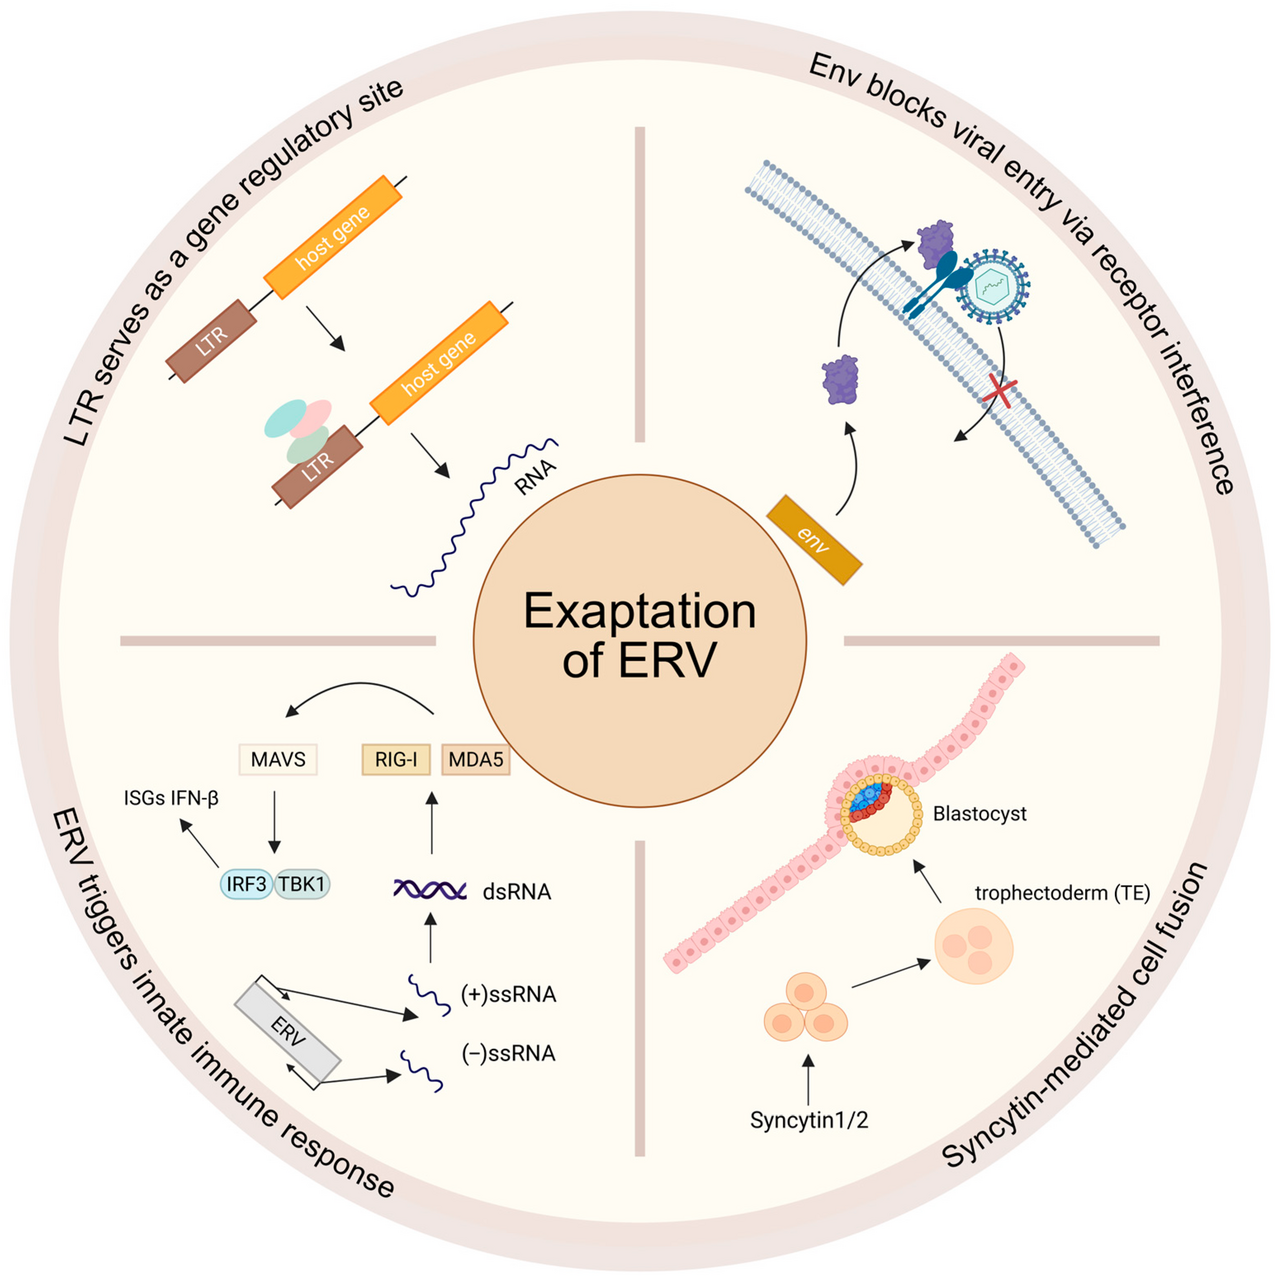 LTR serves as a gene regulatory site
host gene
LTR
host gene
LTR
RNA
Env blocks viral entry via receptor interference
env
Exaptation
of ERV
MAVS
RIG-I
MDA5
ISGs IFN-β
IRF3
TBK1
dsRNA
(+)ssRNA
ERV
(−)ssRNA
ERV triggers innate immune response
Blastocyst
trophectoderm (TE)
Syncytin1/2
Syncytin-mediated cell fusion